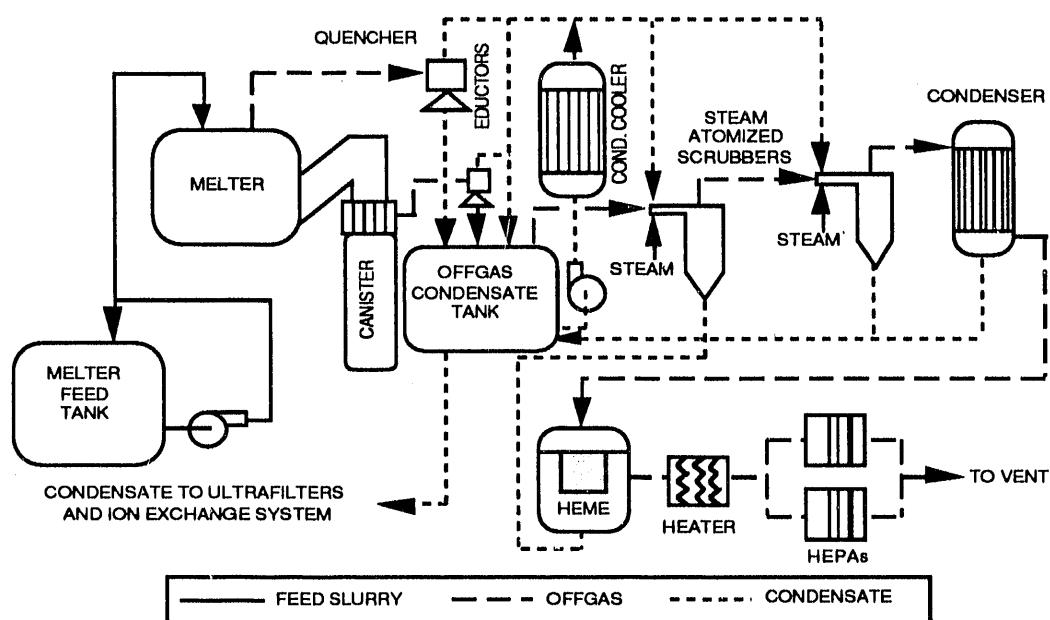 QUENCHER
EDUCTORS
COND. COOLER
CONDENSER
STEAM
ATOMIZED
SCRUBBERS
MELTER
STEAM
STEAM
OFFGAS
CONDENSATE
TANK
CANISTER
MELTER
FEED
TANK
CONDENSATE TO ULTRAFILTERS
AND ION EXCHANGE SYSTEM
HEME
HEATER
HEPAs
TO VENT
FEED SLURRY
OFFGAS
CONDENSATE